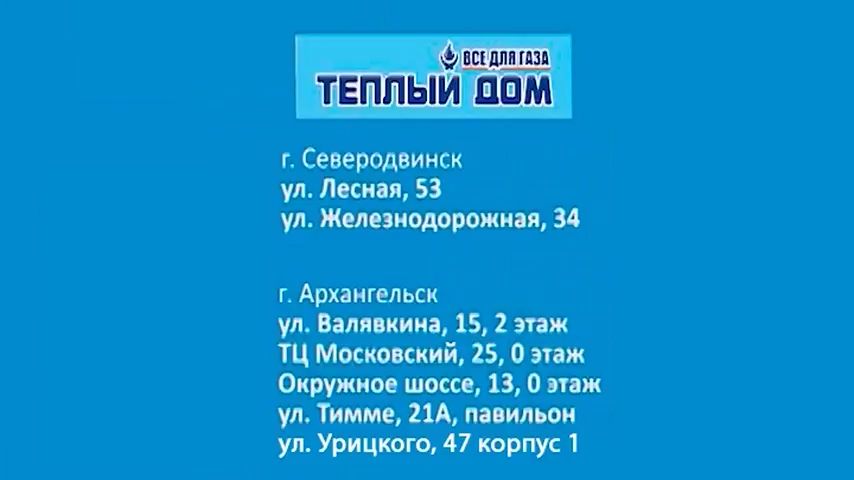 ВСЕ ДЛЯ ГАЗА
ТЕПЛЫЙ ДОМ
г. Северодвинск
ул. Лесная, 53
ул. Железнодорожная, 34
г. Архангельск
ул. Валявкина, 15, 2 этаж
ТЦ Московский, 25, 0 этаж
Окружное шоссе, 13, 0 этаж
ул. Тимме, 21А, павильон
ул. Урицкого, 47 корпус 1